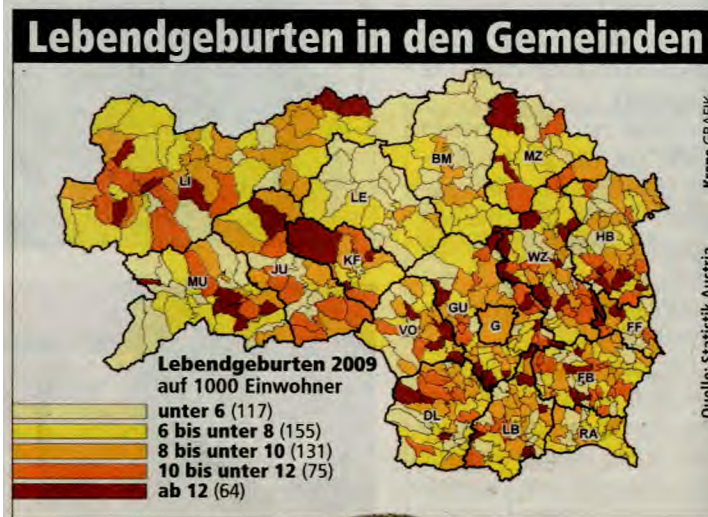 Lebendgeburten in den Gemeinden
Krone GRAFIK
BM
MZ
LI
LE
HB
WZ
KF
JU
MU
GU
VO
G
FF
Lebendgeburten 2009
auf 1000 Einwohner
FB
unter 6 (117)
6 bis unter 8 (155)
DL
LB
RA
8 bis unter 10 (131)
10 bis unter 12 (75)
ab 12 (64)
Quelle: Statistik Austria